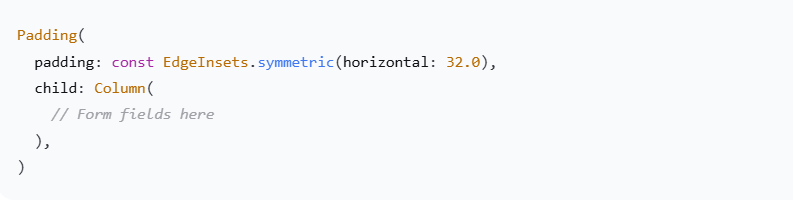 Padding(
  padding: const EdgeInsets.symmetric(horizontal: 32.0),
  child: Column(
    // Form fields here
  ),
)